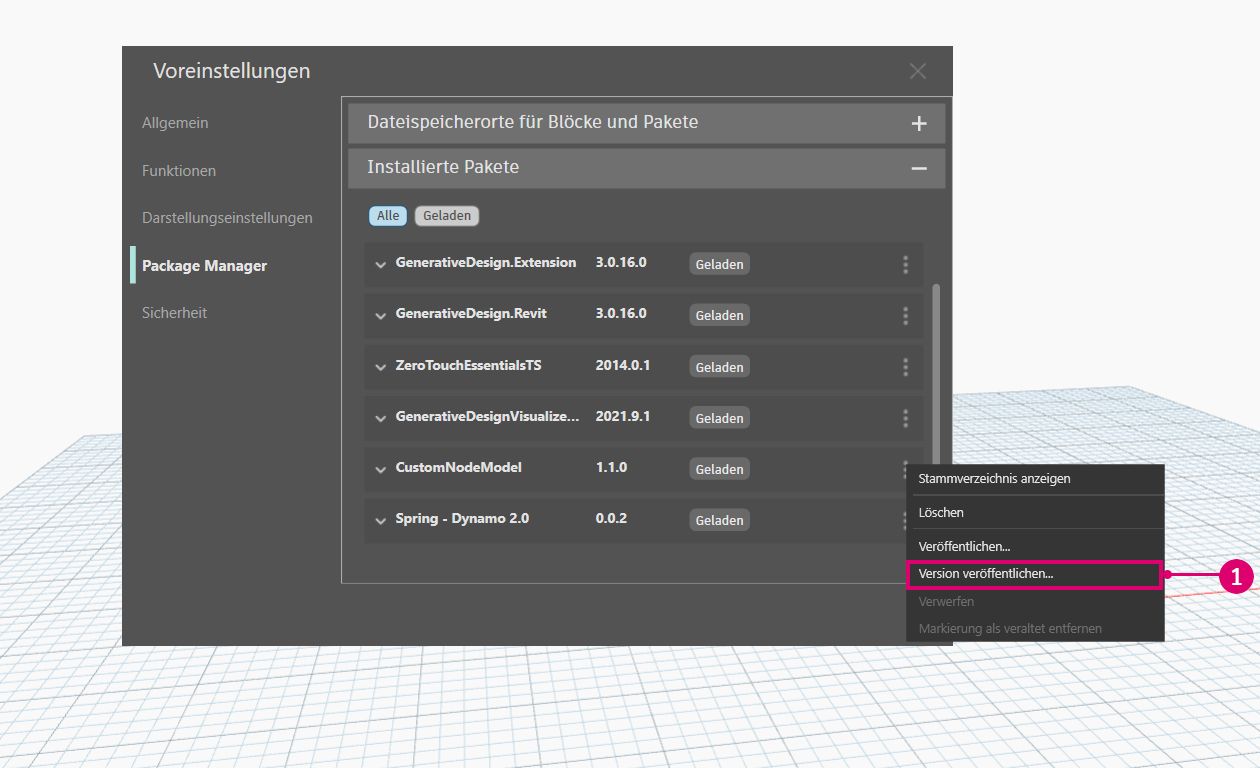 Voreinstellungen
Allgemein
Funktionen
Darstellungseinstellungen
Package Manager
Sicherheit
Dateispeicherorte für Blöcke und Pakete
Installierte Pakete
Alle Geladen
GenerativeDesign.Extension 3.0.16.0 Geladen
GenerativeDesign.Revit 3.0.16.0 Geladen
ZeroTouchEssentialsTS 2014.0.1 Geladen
GenerativeDesignVisualize... 2021.9.1 Geladen
CustomNodeModel 1.1.0 Geladen
Spring - Dynamo 2.0 0.0.2 Geladen
Stammverzeichnis anzeigen
Löschen
Veröffentlichen...
Version veröffentlichen...
1
Verwerfen
Markierung als veraltet entfernen